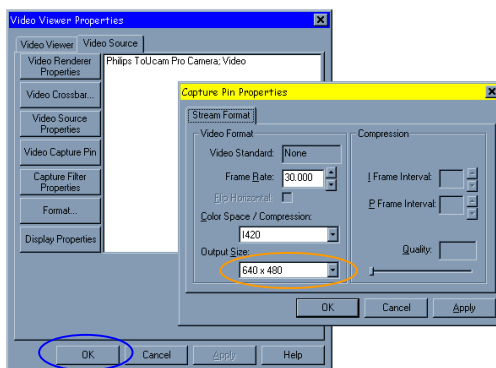 Video Viewer Properties
Video Viewer
Video Source
Video Renderer
Properties
Philips ToUcam Pro Camera; Video
Video Crossbar...
Video Source
Properties
Video Capture Pin
Capture Filter
Properties
Format...
Display Properties
OK
Cancel
Apply
Help
Capture Pin Properties
Stream Format
Video Format
Video Standard: None
Frame Rate: 30.000
Flip Horizontal:
Color Space / Compression:
I420
Output Size:
640 x 480
Compression
I Frame Interval:
P Frame Interval:
Quality:
OK
Cancel
Apply